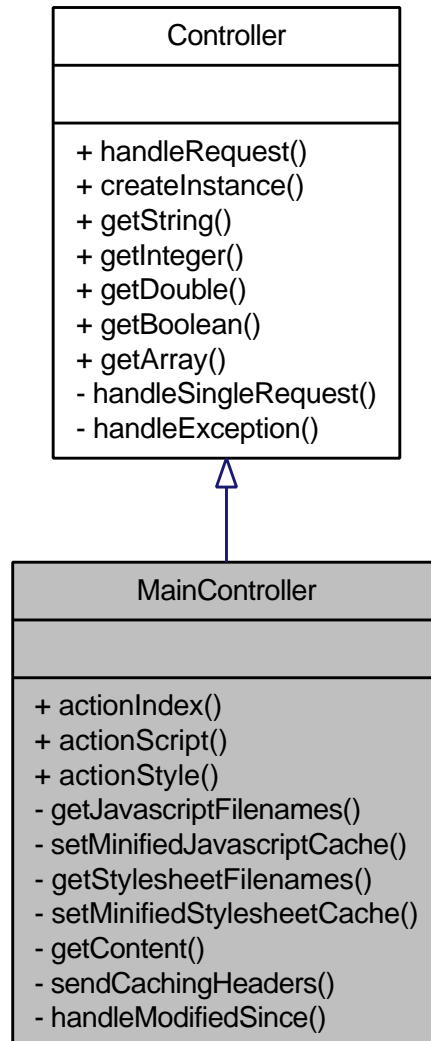 Controller
+ handleRequest()
+ createInstance()
+ getString()
+ getInteger()
+ getDouble()
+ getBoolean()
+ getArray()
- handleSingleRequest()
- handleException()
MainController
+ actionIndex()
+ actionScript()
+ actionStyle()
- getJavascriptFilenames()
- setMinifiedJavascriptCache()
- getStylesheetFilenames()
- setMinifiedStylesheetCache()
- getContent()
- sendCachingHeaders()
- handleModifiedSince()